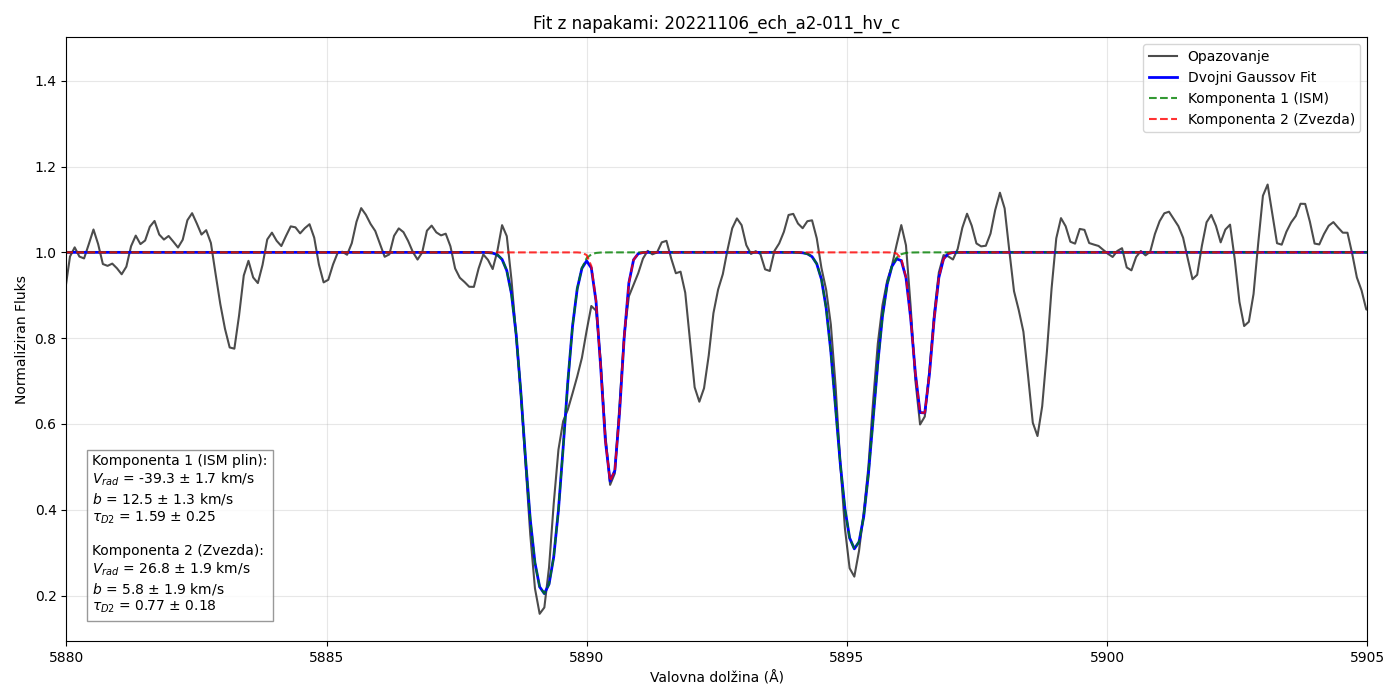 Fit z napakami: 20221106_ech_a2-011_hv_c
Normaliziran Fluks
1.4
1.2
1.0
0.8
0.6
0.4
0.2
Opazovanje
Dvojni Gaussov Fit
Komponenta 1 (ISM)
Komponenta 2 (Zvezda)
Komponenta 1 (ISM plin):
V_rad = -39.3 ± 1.7 km/s
b = 12.5 ± 1.3 km/s
τ_D2 = 1.59 ± 0.25
Komponenta 2 (Zvezda):
V_rad = 26.8 ± 1.9 km/s
b = 5.8 ± 1.9 km/s
τ_D2 = 0.77 ± 0.18
5880 5885 5890 5895 5900 5905
Valovna dolžina (Å)